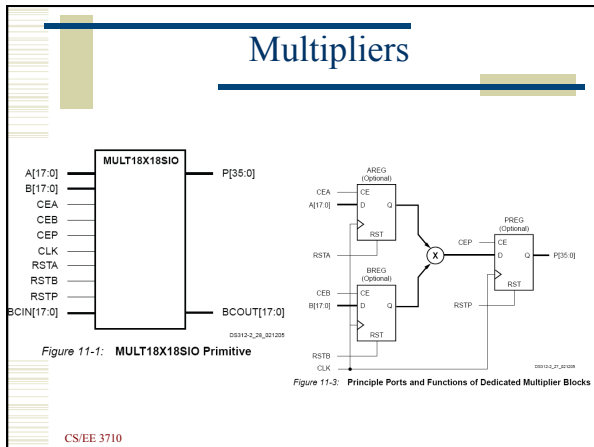 Multipliers
MULT18X18SIO
A[17:0]
P[35:0]
B[17:0]
CEA
CEB
CEP
CLK
RSTA
RSTB
RSTP
BCIN[17:0]
BCOUT[17:0]
DS312-2_28_021205
Figure 11-1: MULT18X18SIO Primitive
AREG
(Optional)
CEA
CE
A[17:0]
D Q
RST
RSTA
PREG
(Optional)
CEP
CE
X
D Q
P[35:0]
RST
RSTP
BREG
(Optional)
CEB
CE
B[17:0]
D Q
RST
RSTB
CLK
DS312-2_27_021205
Figure 11-3: Principle Ports and Functions of Dedicated Multiplier Blocks
CS/EE 3710